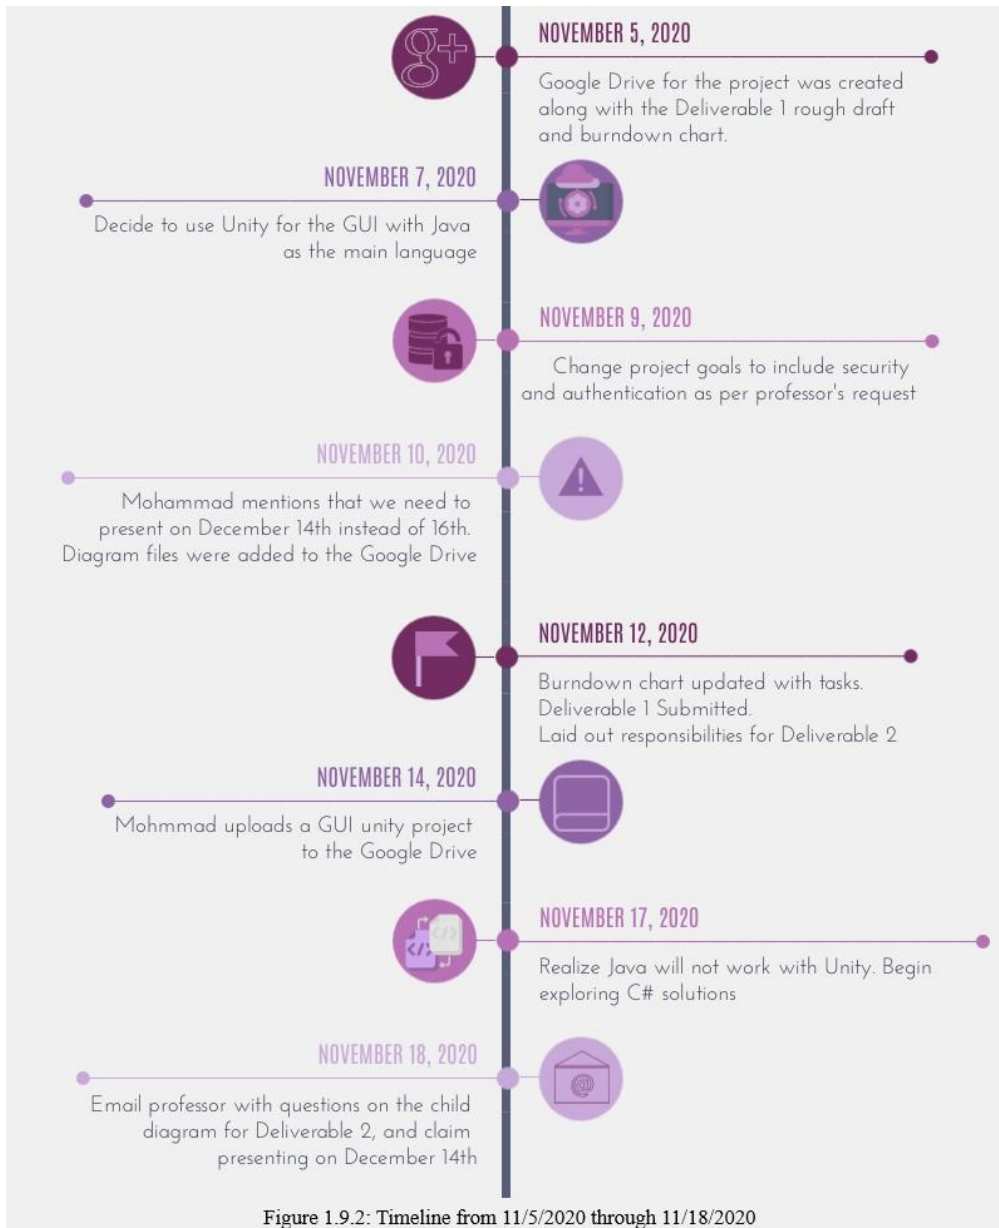 g+
NOVEMBER 5, 2020
Google Drive for the project was created
along with the Deliverable 1 rough draft
and burndown chart.
NOVEMBER 7, 2020
Decide to use Unity for the GUI with Java
as the main language
NOVEMBER 9, 2020
Change project goals to include security
and authentication as per professor's request
NOVEMBER 10, 2020
!
Mohammad mentions that we need to
present on December 14th instead of 16th.
Diagram files were added to the Google Drive
NOVEMBER 12, 2020
Burndown chart updated with tasks.
Deliverable 1 Submitted.
Laid out responsibilities for Deliverable 2
NOVEMBER 14, 2020
Mohmmad uploads a GUI unity project
to the Google Drive
NOVEMBER 17, 2020
</>
</>
Realize Java will not work with Unity. Begin
exploring C# solutions
NOVEMBER 18, 2020
@
Email professor with questions on the child
diagram for Deliverable 2, and claim
presenting on December 14th
Figure 1.9.2: Timeline from 11/5/2020 through 11/18/2020